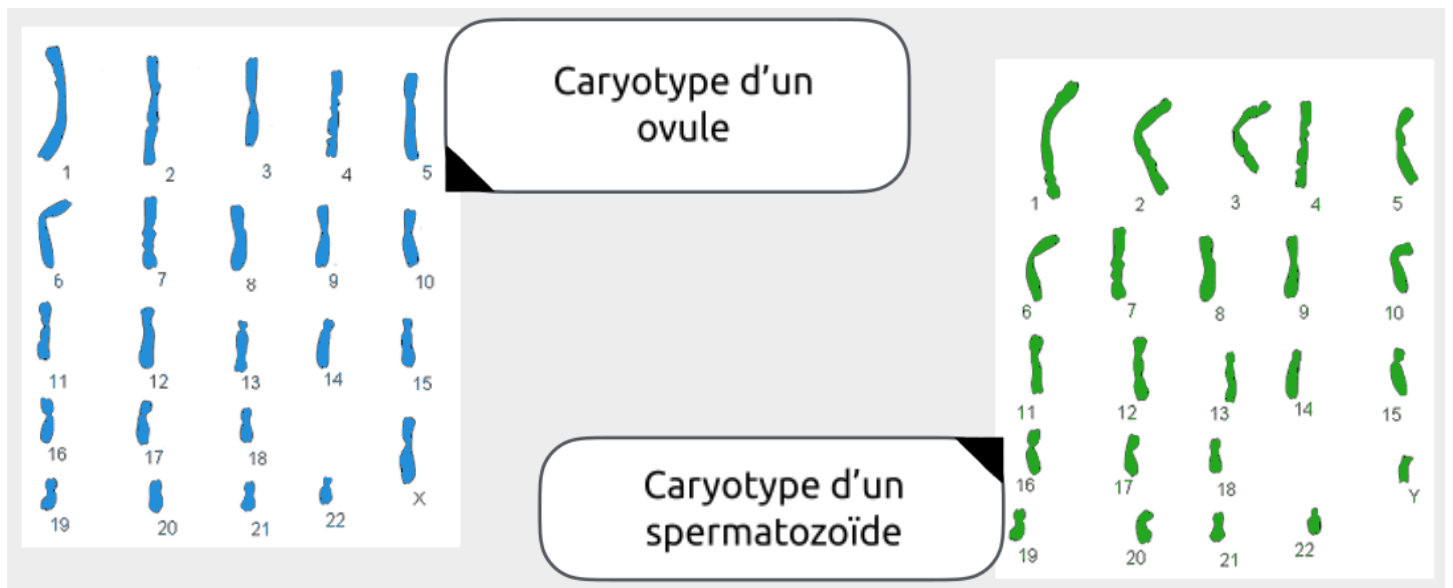 Caryotype d'un
ovule
1 2 3 4 5
6 7 8 9 10
11 12 13 14 15
16 17 18
19 20 21 22 X
1 2 3 4 5
6 7 8 9 10
11 12 13 14 15
16 17 18 Y
19 20 21 22
Caryotype d'un
spermatozoïde